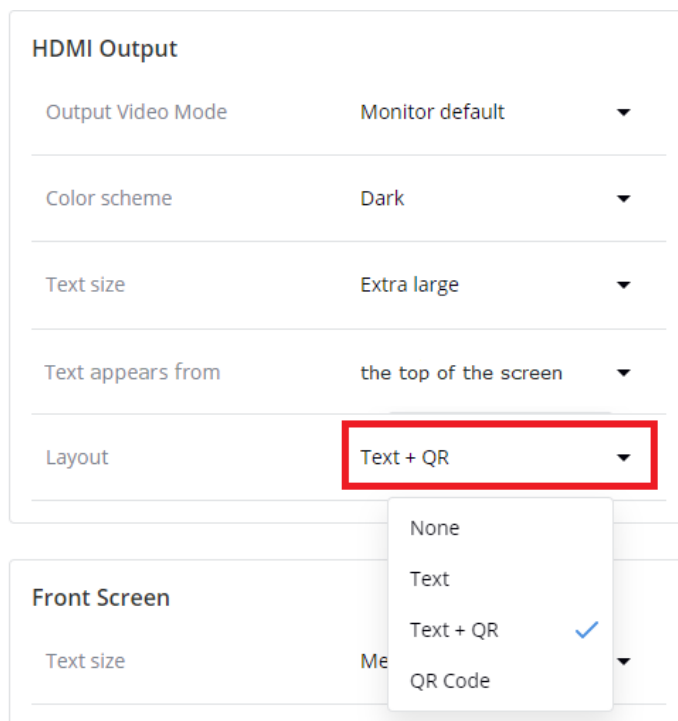 HDMI Output
Output Video Mode Monitor default
Color scheme Dark
Text size Extra large
Text appears from the top of the screen
Layout Text + QR
None
Text
Text + QR
QR Code
Front Screen
Text size Me